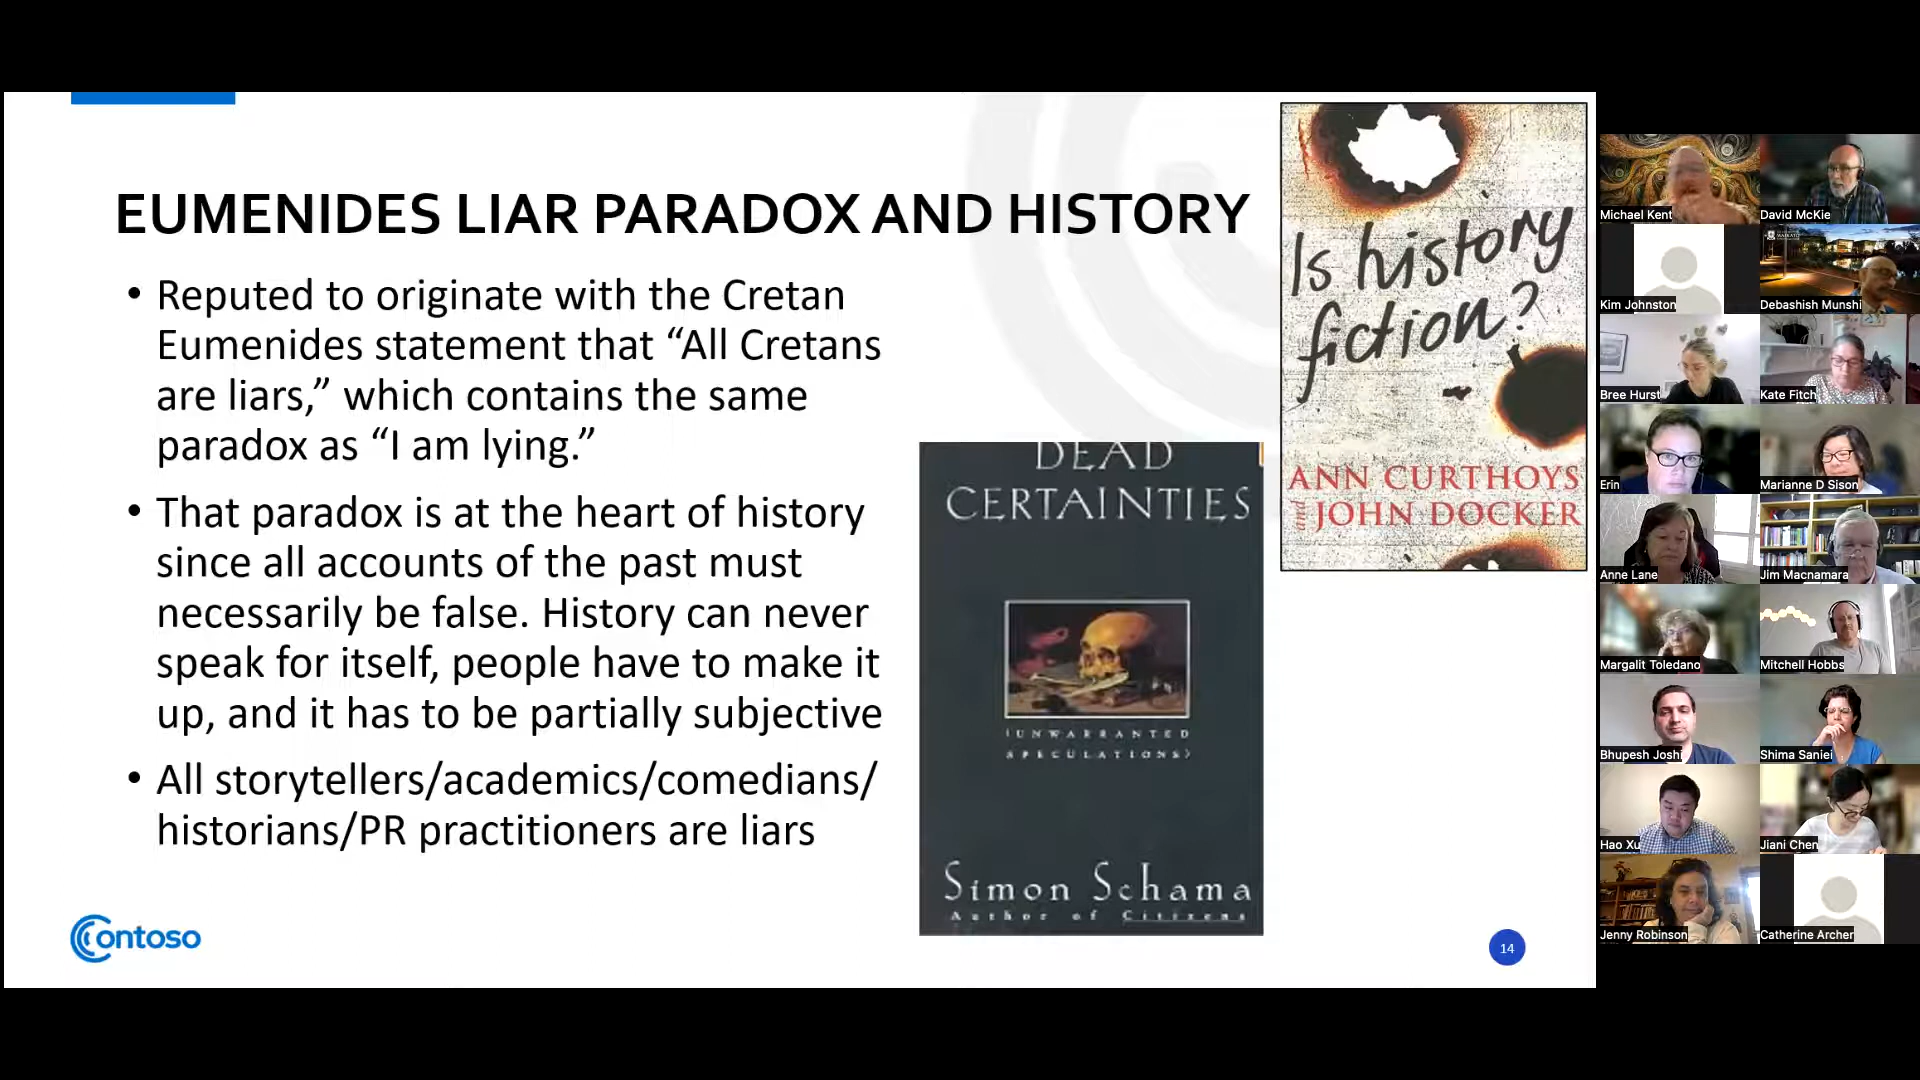 EUMENIDES LIAR PARADOX AND HISTORY
• Reputed to originate with the Cretan
Eumenides statement that “All Cretans
are liars,” which contains the same
paradox as “I am lying.”
• That paradox is at the heart of history
since all accounts of the past must
necessarily be false. History can never
speak for itself, people have to make it
up, and it has to be partially subjective
• All storytellers/academics/comedians/
historians/PR practitioners are liars
Contoso
DEAD
CERTAINTIES
(UNWARRANTED
SPECULATIONS)
Simon Schama
Author of Citizens
Is history
fiction?
ANN CURTHOYS
and JOHN DOCKER
14
Michael Kent
David McKie
Kim Johnston
Debashish Munshi
Bree Hurst
Kate Fitch
Erin
Marianne D Sison
Anne Lane
Jim Macnamara
Margalit Toledano
Mitchell Hobbs
Bhupesh Joshi
Shima Saniei
Hao Xu
Jiani Chen
Jenny Robinson
Catherine Archer